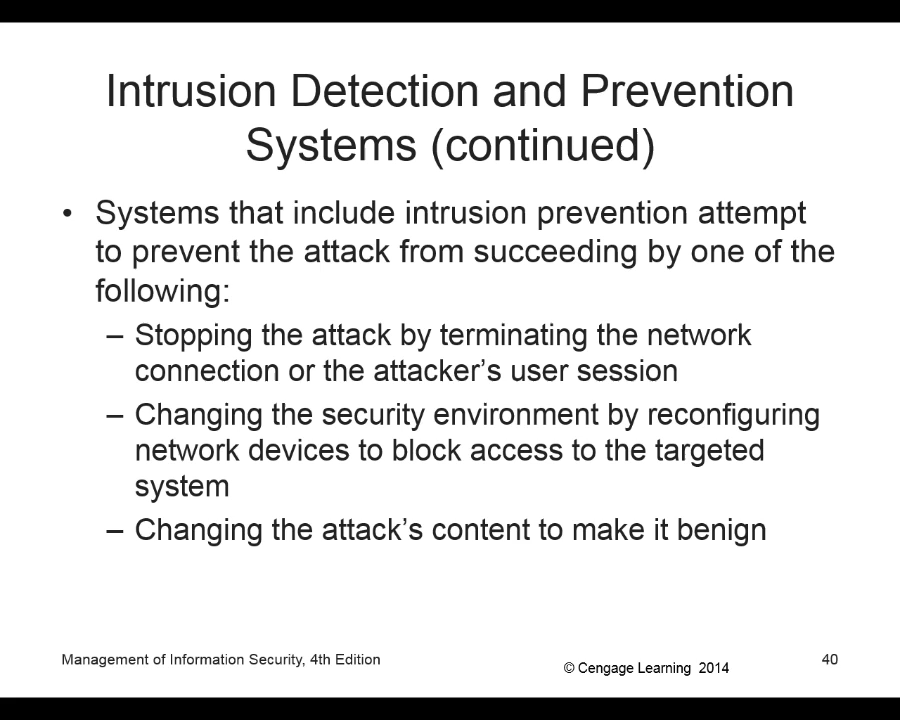 Intrusion Detection and Prevention
Systems (continued)
• Systems that include intrusion prevention attempt
to prevent the attack from succeeding by one of the
following:
– Stopping the attack by terminating the network
connection or the attacker’s user session
– Changing the security environment by reconfiguring
network devices to block access to the targeted
system
– Changing the attack’s content to make it benign
Management of Information Security, 4th Edition
© Cengage Learning 2014
40